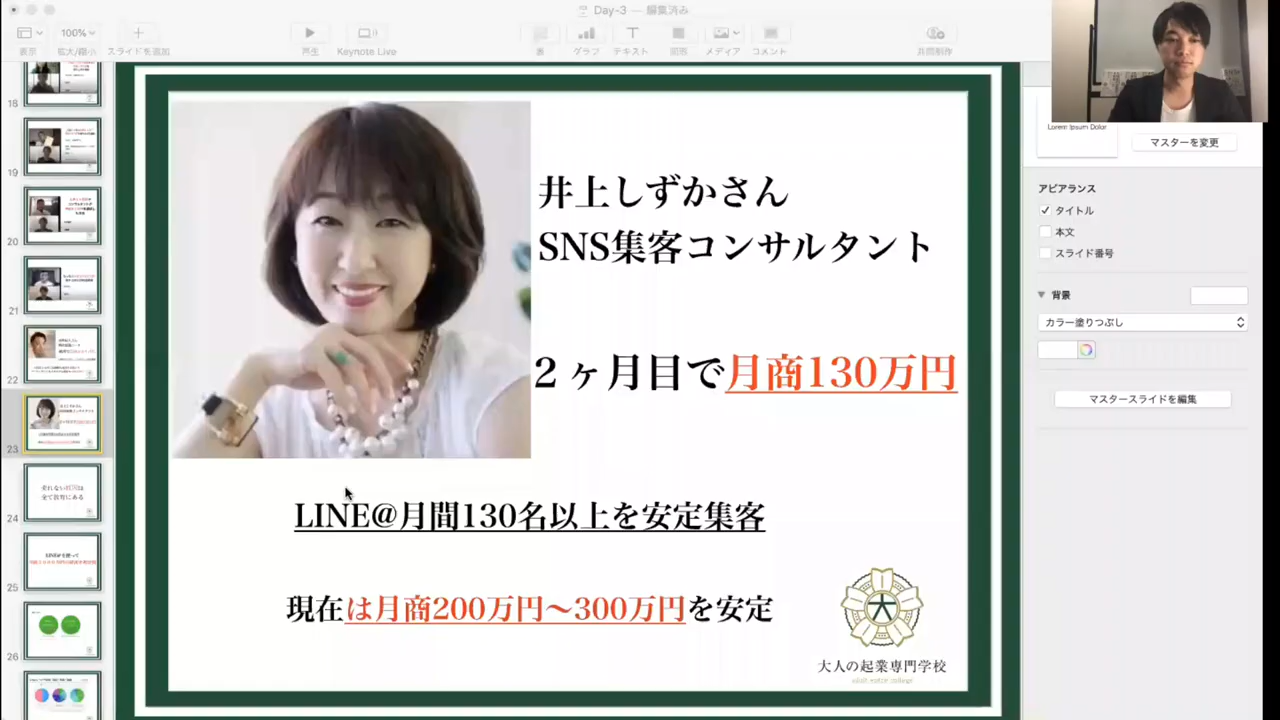 Day-3 — 編集済み
100%
表示
拡大/縮小
スライドを追加
再生
Keynote Live
表
グラフ
テキスト
図形
メディア
コメント
共同制作
Lorem Ipsum Dolor
マスターを変更
アピアランス
タイトル
本文
スライド番号
背景
カラー塗りつぶし
マスタースライドを編集
18
19
20
21
22
23
24
25
26
井上しずかさん
SNS集客コンサルタント
２ヶ月目で月商130万円
LINE@月間130名以上を安定集客
現在は月商200万円〜300万円を安定
大人の起業専門学校